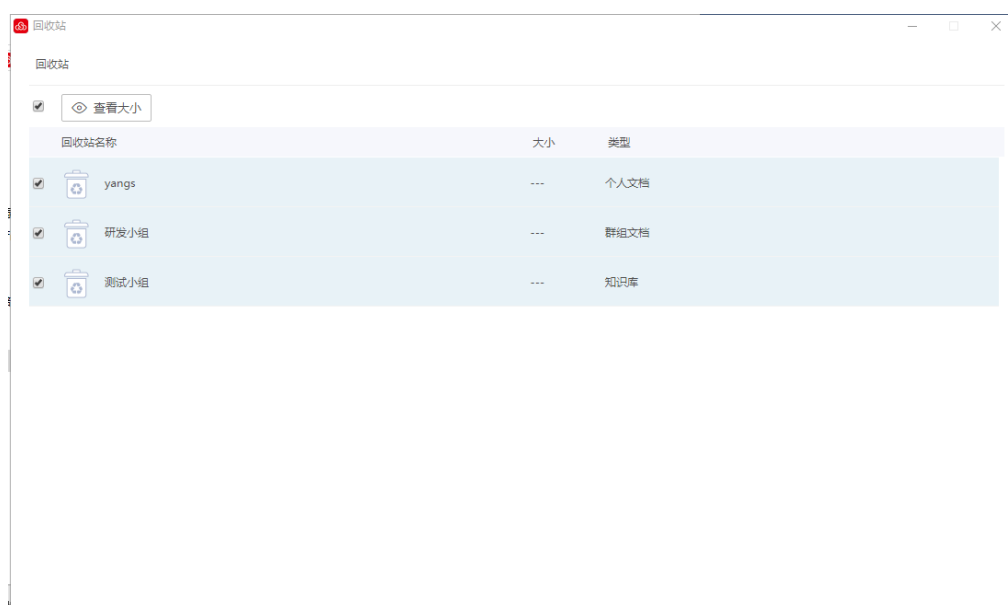 回收站
回收站
查看大小
回收站名称 大小 类型
yangs --- 个人文档
研发小组 --- 群组文档
测试小组 --- 知识库